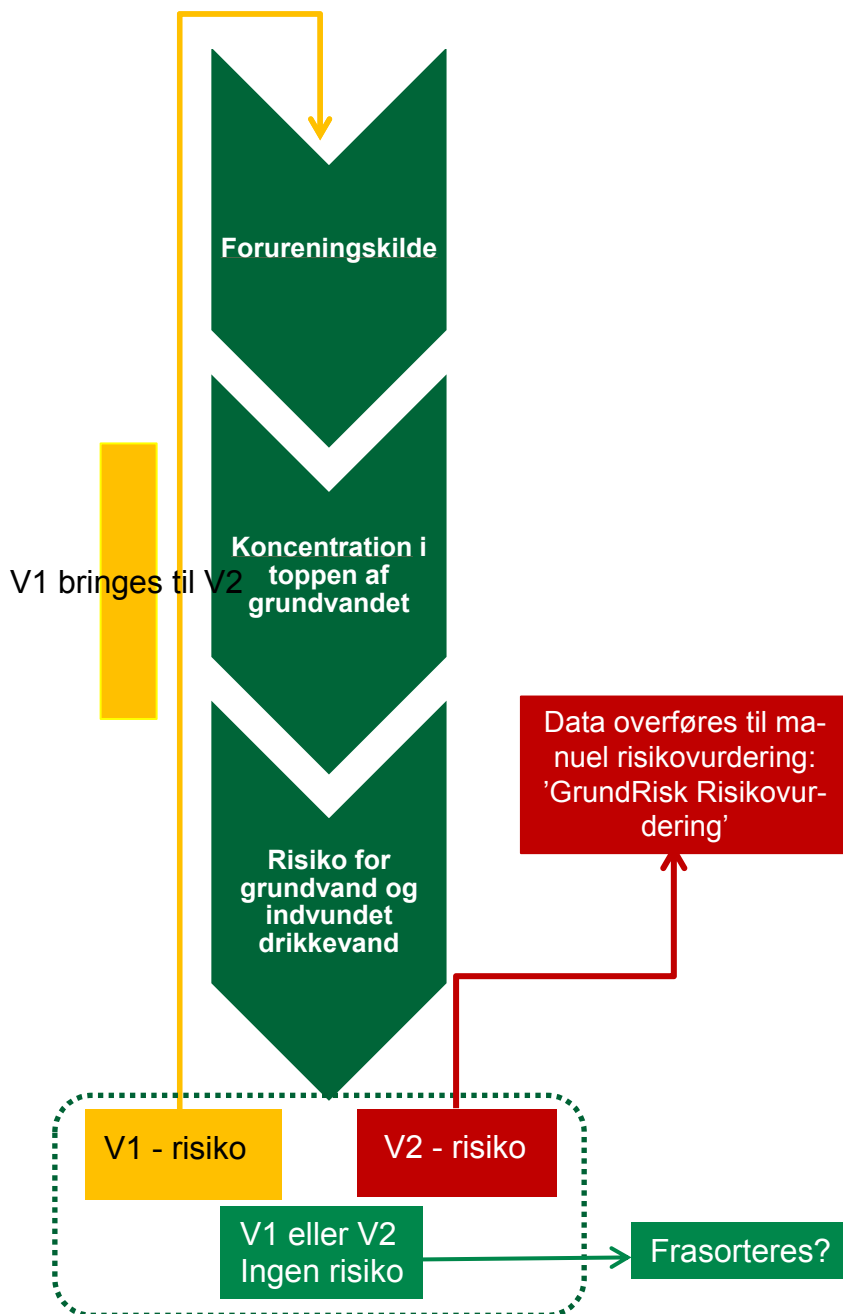 Forureningskilde
Koncentration i
toppen af
grundvandet
V1 bringes til V2
Data overføres til ma-
nuel risikovurdering:
’GrundRisk Risikovur-
dering’
Risiko for
grundvand og
indvundet
drikkevand
V1 - risiko
V2 - risiko
V1 eller V2
Ingen risiko
Frasorteres?